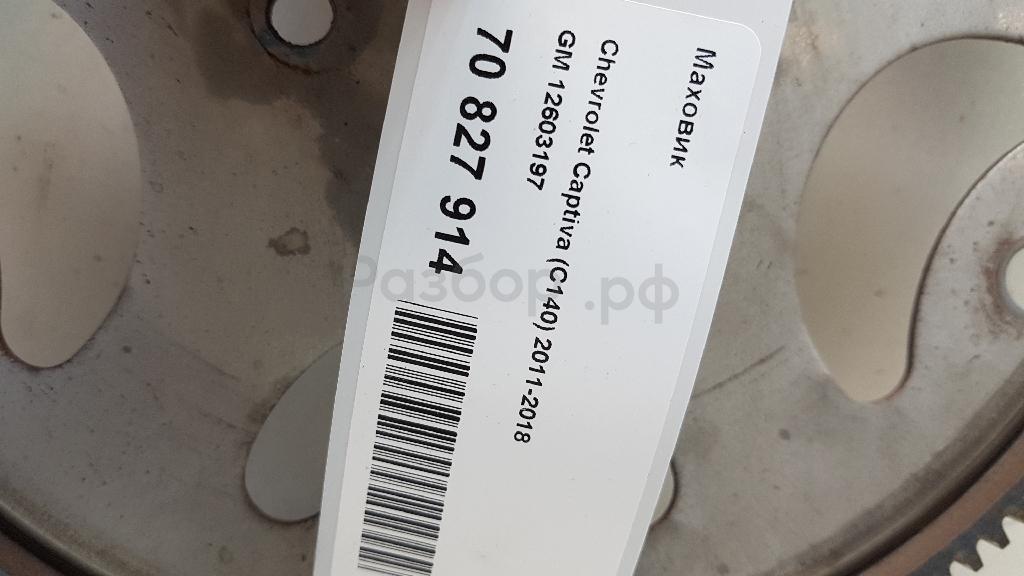 Маховик
Chevrolet Captiva (C140) 2011-2018
GM 12603197
70 827 914
Разбор.рф